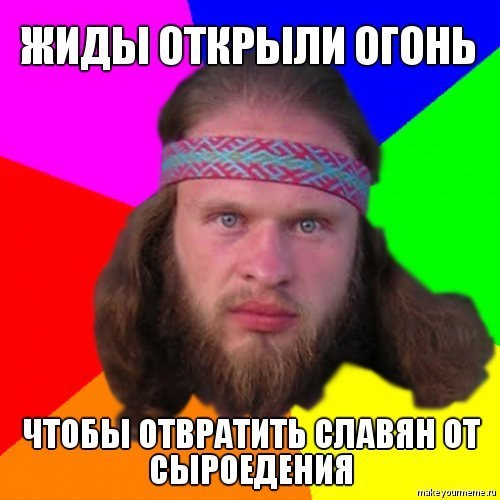 ЖИДЫ ОТКРЫЛИ ОГОНЬ
ЧТОБЫ ОТВРАТИТЬ СЛАВЯН ОТ
СЫРОЕДЕНИЯ
makeyourmeme.ru